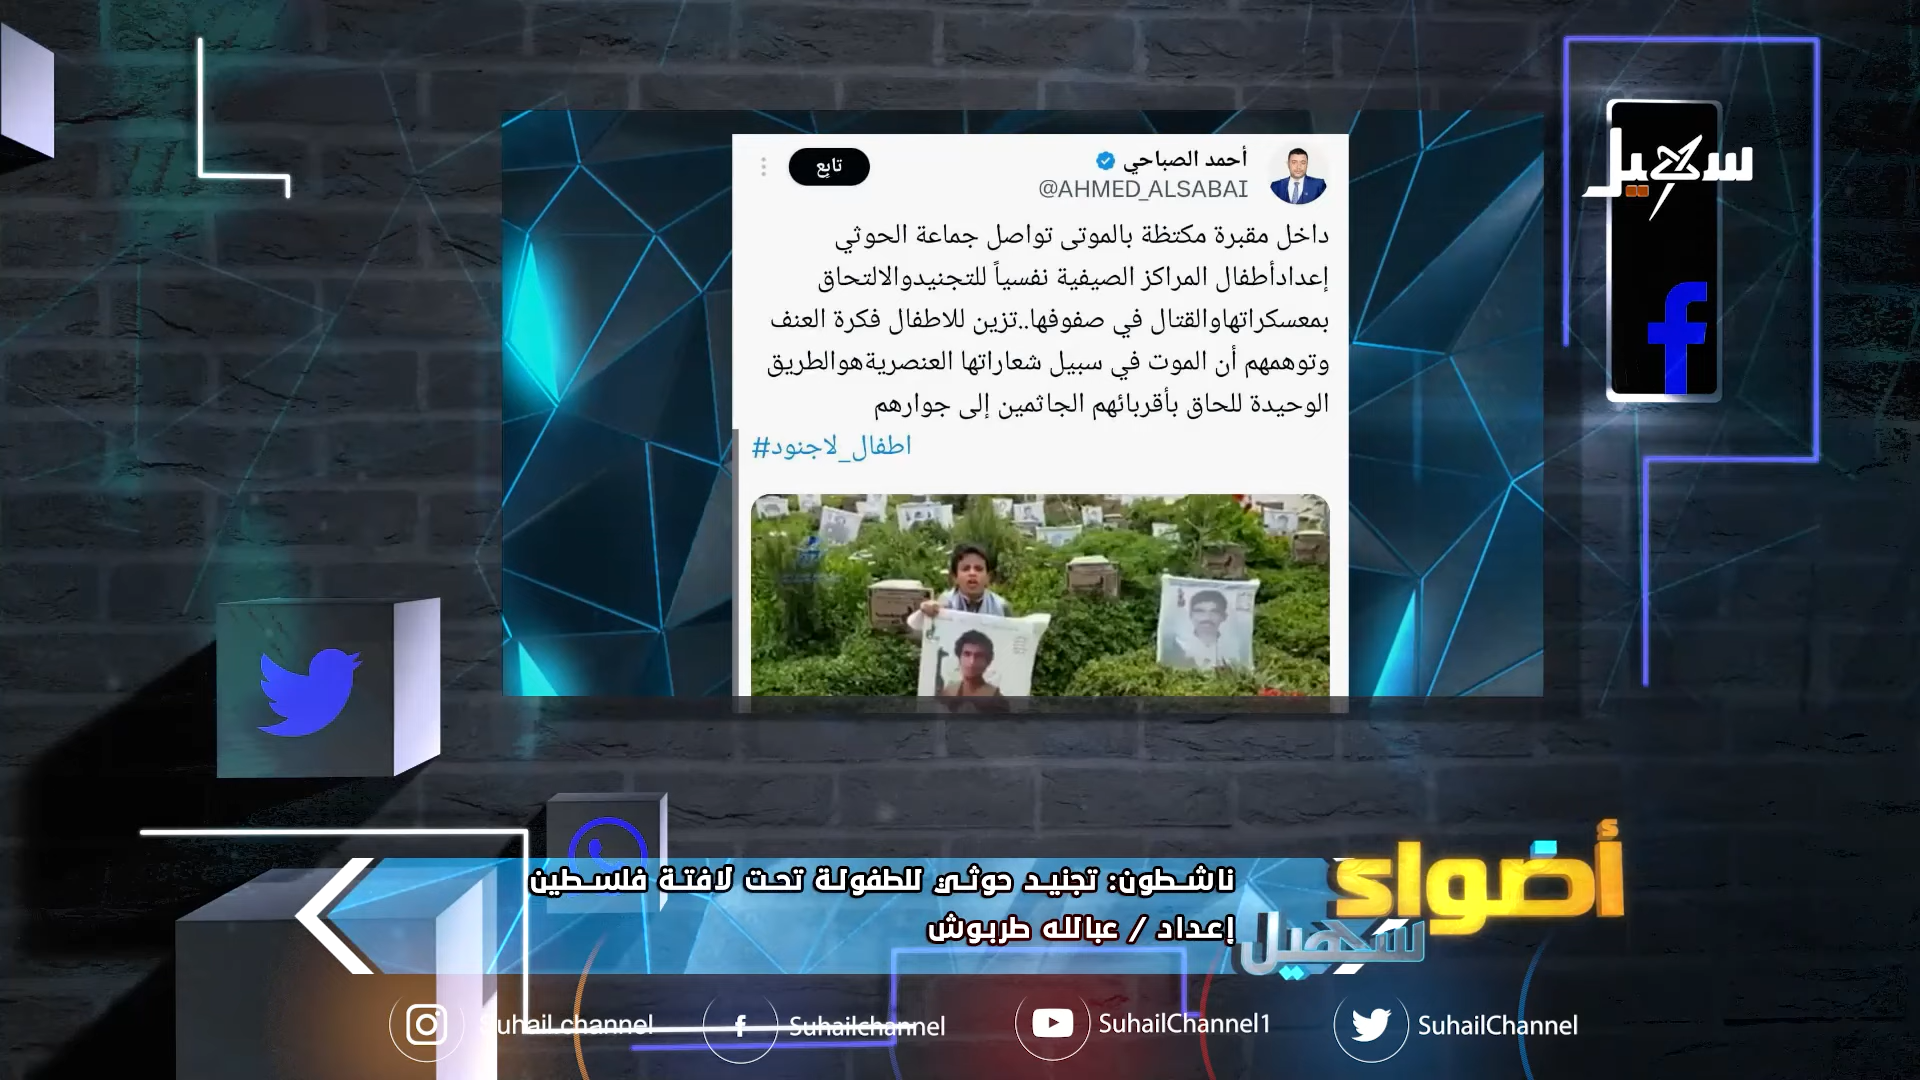 سهيل
أحمد الصباحي
تابع
@AHMED_ALSABAI
داخل مقبرة مكتظة بالموتى تواصل جماعة الحوثي
إعدادأطفال المراكز الصيفية نفسياً للتجنيدوالالتحاق
بمعسكراتهاوالقتال في صفوفها..تزين للاطفال فكرة العنف
وتوهمهم أن الموت في سبيل شعاراتها العنصريةهوالطريق
الوحيدة للحاق بأقربائهم الجاثمين إلى جوارهم
#اطفال_لاجنود
أضواء
سهيل
ناشطون: تجنيد حوثي للطفولة تحت لافتة فلسطين
إعداد / عبالله طربوش
Suhail.channel
Suhailchannel
SuhailChannel1
SuhailChannel